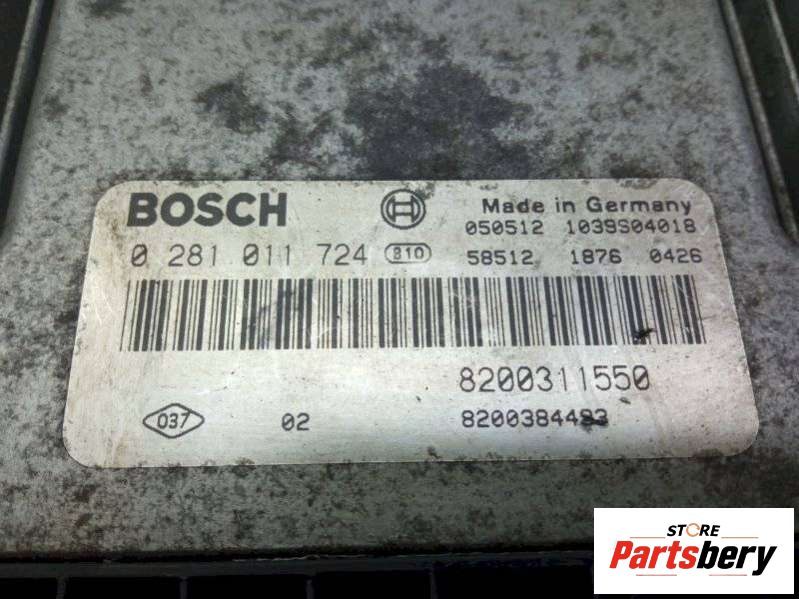 BOSCH
Made in Germany
050512 1039S04018
0 281 011 724 810
58512 1876 0426
8200311550
037 02
STORE
Partsbery